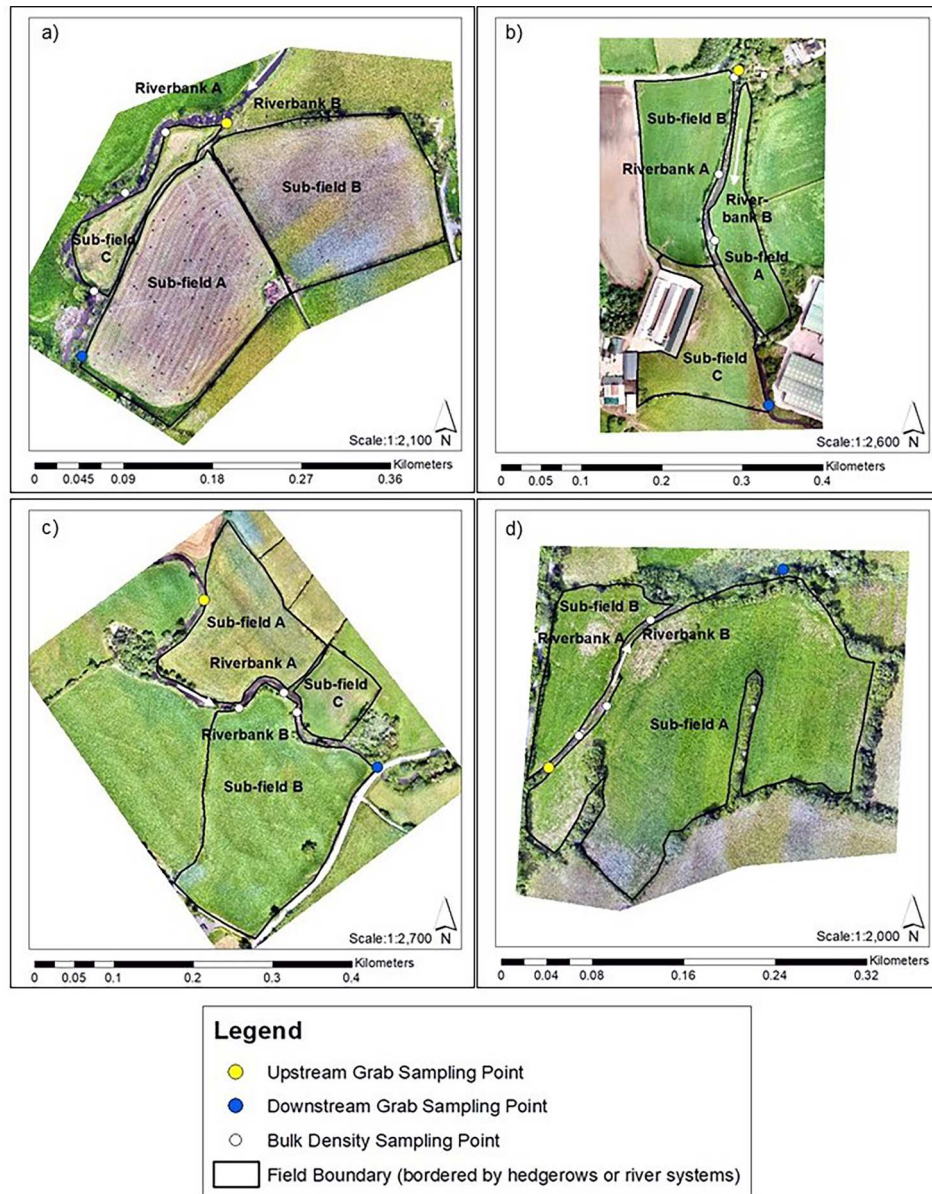 a)
Riverbank A
Riverbank B
Sub-field B
Sub-field
C
Sub-field A
N
Scale:1:2,100
Kilometers
0 0.045 0.09 0.18 0.27 0.36
b)
Sub-field B
Riverbank A
River-
bank B
Sub-field
A
Sub-field
C
N
Scale:1:2,600
Kilometers
0 0.05 0.1 0.2 0.3 0.4
c)
Sub-field A
Riverbank A
Sub-field
C
Riverbank B
Sub-field B
N
Scale:1:2,700
Kilometers
0 0.05 0.1 0.2 0.3 0.4
d)
Sub-field B
Riverbank A
Riverbank B
Sub-field A
N
Scale:1:2,000
Kilometers
0 0.04 0.08 0.16 0.24 0.32
Legend
Upstream Grab Sampling Point
Downstream Grab Sampling Point
Bulk Density Sampling Point
Field Boundary (bordered by hedgerows or river systems)